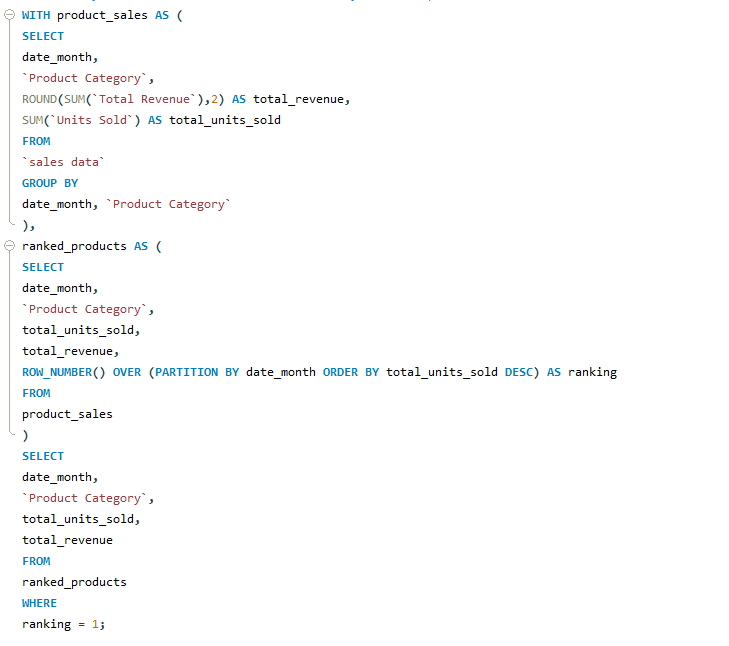 WITH product_sales AS (
SELECT
date_month,
`Product Category`,
ROUND(SUM(`Total Revenue`),2) AS total_revenue,
SUM(`Units Sold`) AS total_units_sold
FROM
`sales data`
GROUP BY
date_month, `Product Category`
),
ranked_products AS (
SELECT
date_month,
`Product Category`,
total_units_sold,
total_revenue,
ROW_NUMBER() OVER (PARTITION BY date_month ORDER BY total_units_sold DESC) AS ranking
FROM
product_sales
)
SELECT
date_month,
`Product Category`,
total_units_sold,
total_revenue
FROM
ranked_products
WHERE
ranking = 1;